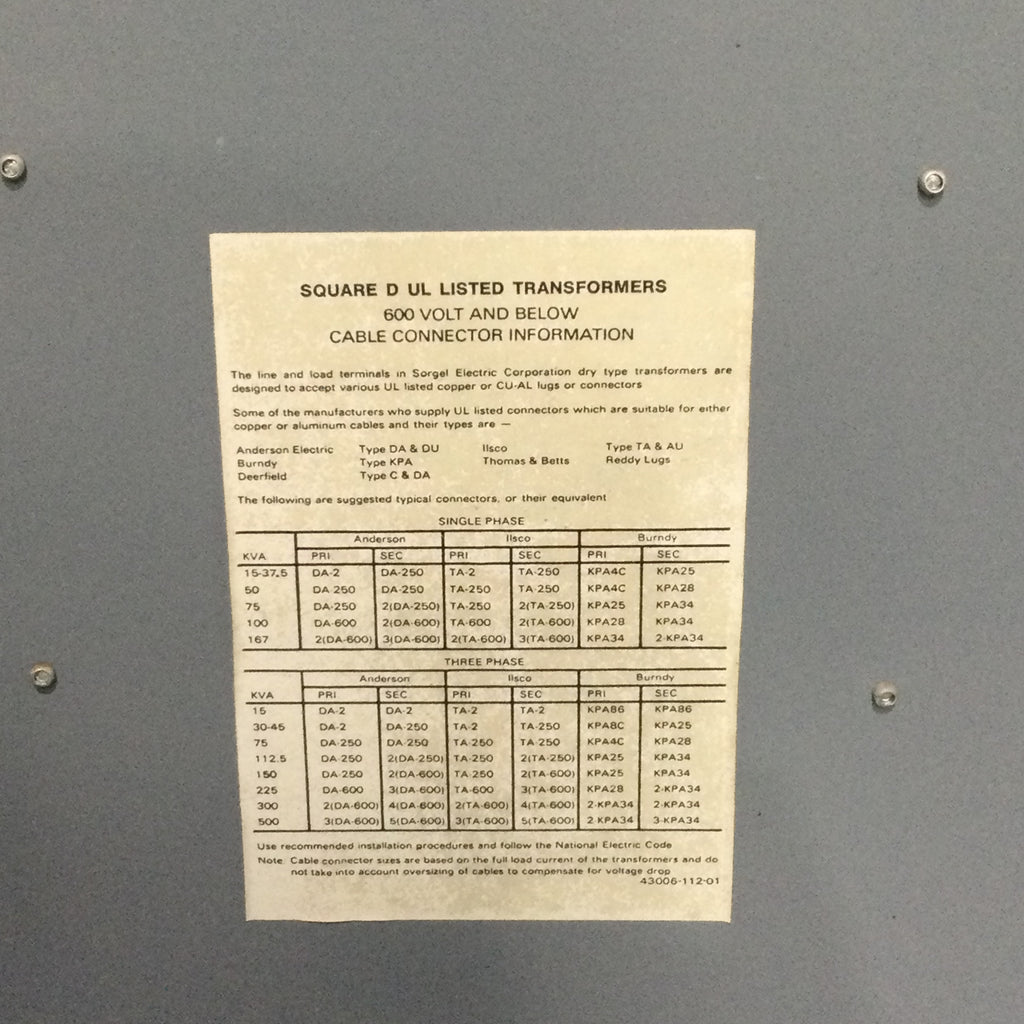 SQUARE D UL LISTED TRANSFORMERS
600 VOLT AND BELOW
CABLE CONNECTOR INFORMATION
The line and load terminals in Sorgel Electric Corporation dry type transformers are
designed to accept various UL listed copper or CU-AL lugs or connectors
Some of the manufacturers who supply UL listed connectors which are suitable for either
copper or aluminum cables and their types are —
Anderson Electric Type DA & DU Ilsco Type TA & AU
Burndy Type KPA Thomas & Betts Reddy Lugs
Deerfield Type C & DA
The following are suggested typical connectors, or their equivalent
SINGLE PHASE
Anderson Ilsco Burndy
KVA PRI SEC PRI SEC PRI SEC
15-37.5 DA-2 DA-250 TA-2 TA-250 KPA4C KPA25
50 DA-250 DA-250 TA-250 TA-250 KPA4C KPA28
75 DA-250 2(DA-250) TA-250 2(TA-250) KPA25 KPA34
100 DA-600 2(DA-600) TA-600 2(TA-600) KPA28 KPA34
167 2(DA-600) 3(DA-600) 2(TA-600) 3(TA-600) KPA34 2-KPA34
THREE PHASE
Anderson Ilsco Burndy
KVA PRI SEC PRI SEC PRI SEC
15 DA-2 DA-2 TA-2 TA-2 KPA86 KPA86
30-45 DA-2 DA-250 TA-2 TA-250 KPA8C KPA25
75 DA-250 DA-250 TA-250 TA-250 KPA4C KPA28
112.5 DA-250 2(DA-250) TA-250 2(TA-250) KPA25 KPA34
150 DA-250 2(DA-600) TA-250 2(TA-600) KPA25 KPA34
225 DA-600 3(DA-600) TA-600 3(TA-600) KPA28 2-KPA34
300 2(DA-600) 4(DA-600) 2(TA-600) 4(TA-600) 2-KPA34 2-KPA34
500 3(DA-600) 5(DA-600) 3(TA-600) 5(TA-600) 2-KPA34 3-KPA34
Use recommended installation procedures and follow the National Electric Code
Note: Cable connector sizes are based on the full load current of the transformers and do
not take into account oversizing of cables to compensate for voltage drop
43006-112-01